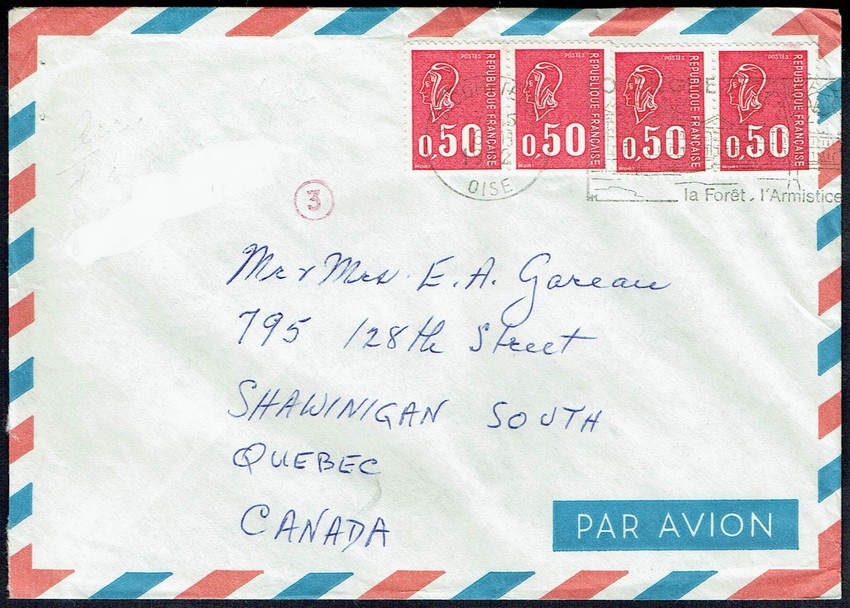 POSTES POSTES POSTES POSTES
REPUBLIQUE FRANÇAISE REPUBLIQUE FRANÇAISE REPUBLIQUE FRANÇAISE REPUBLIQUE FRANÇAISE
0,50 0,50 0,50 0,50
OISE
la Forêt . l'Armistice
3
Mr & Mrs. E. A. Gareau
795 128th Street
SHAWINIGAN SOUTH
QUEBEC
CANADA
PAR AVION